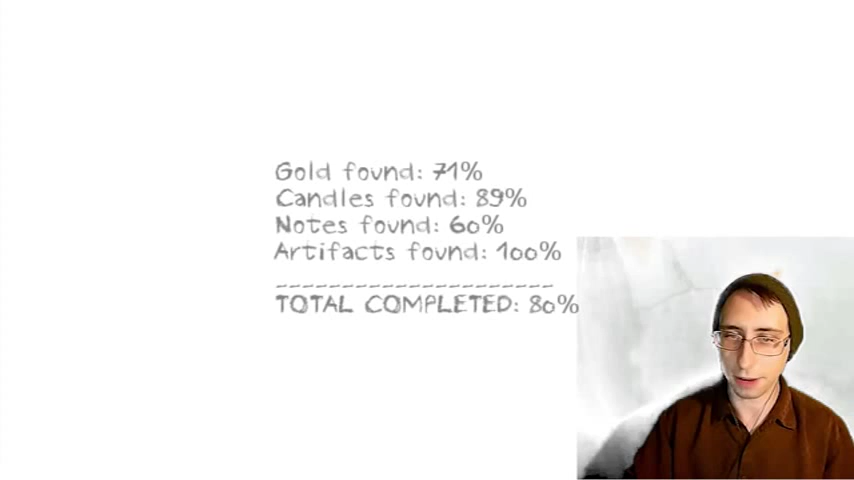 Gold found: 71%
Candles found: 89%
Notes found: 60%
Artifacts found: 100%
_____________________
TOTAL COMPLETED: 80%